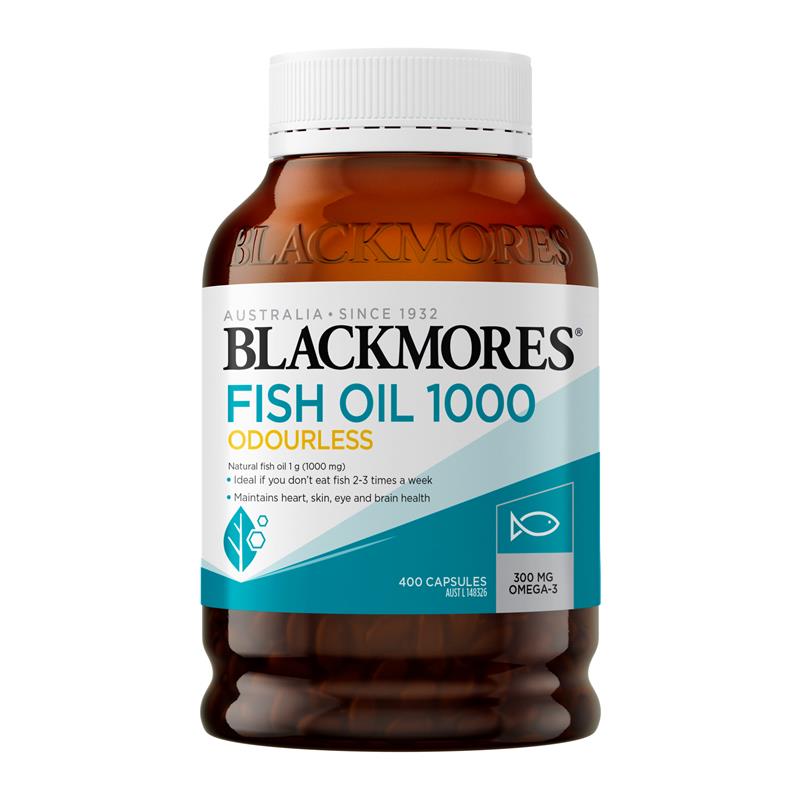 BLACKMORES
AUSTRALIA • SINCE 1932
BLACKMORES®
FISH OIL 1000
ODOURLESS
Natural fish oil 1 g (1000 mg)
• Ideal if you don't eat fish 2-3 times a week
• Maintains heart, skin, eye and brain health
400 CAPSULES
AUST L 148326
300 MG
OMEGA-3